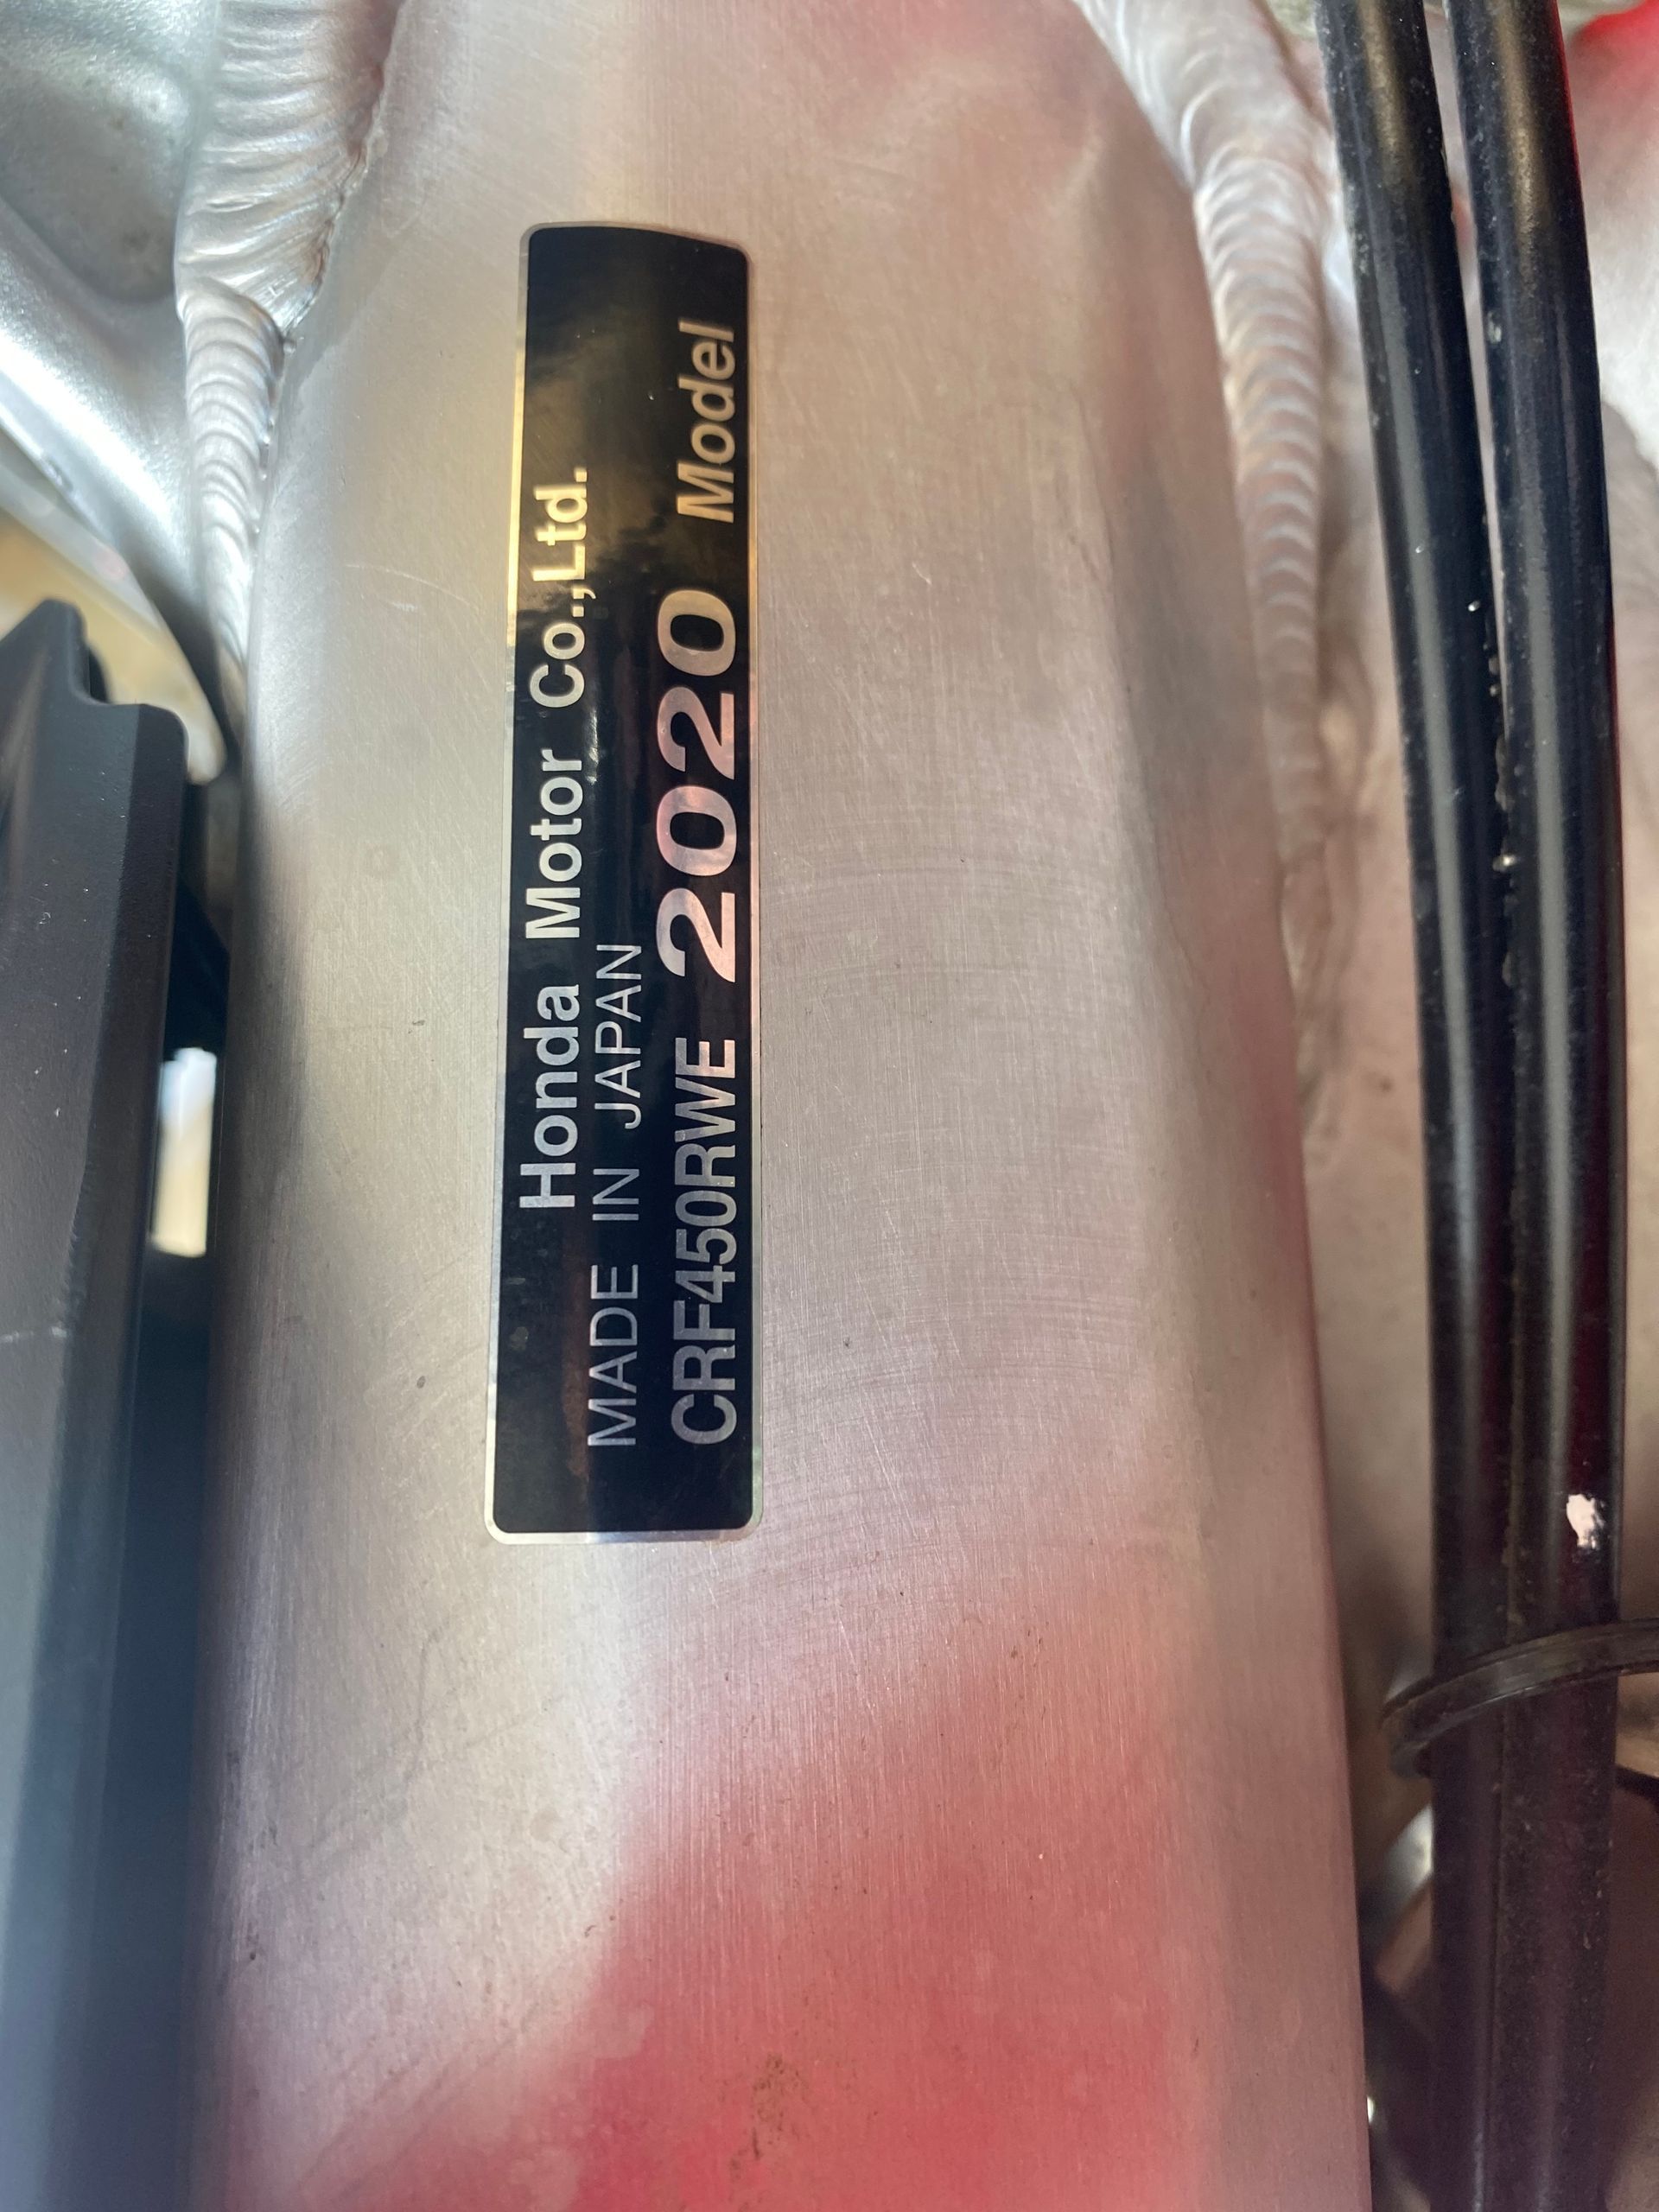 Honda Motor Co.,Ltd.
MADE IN JAPAN
CRF450RWE 2020 Model